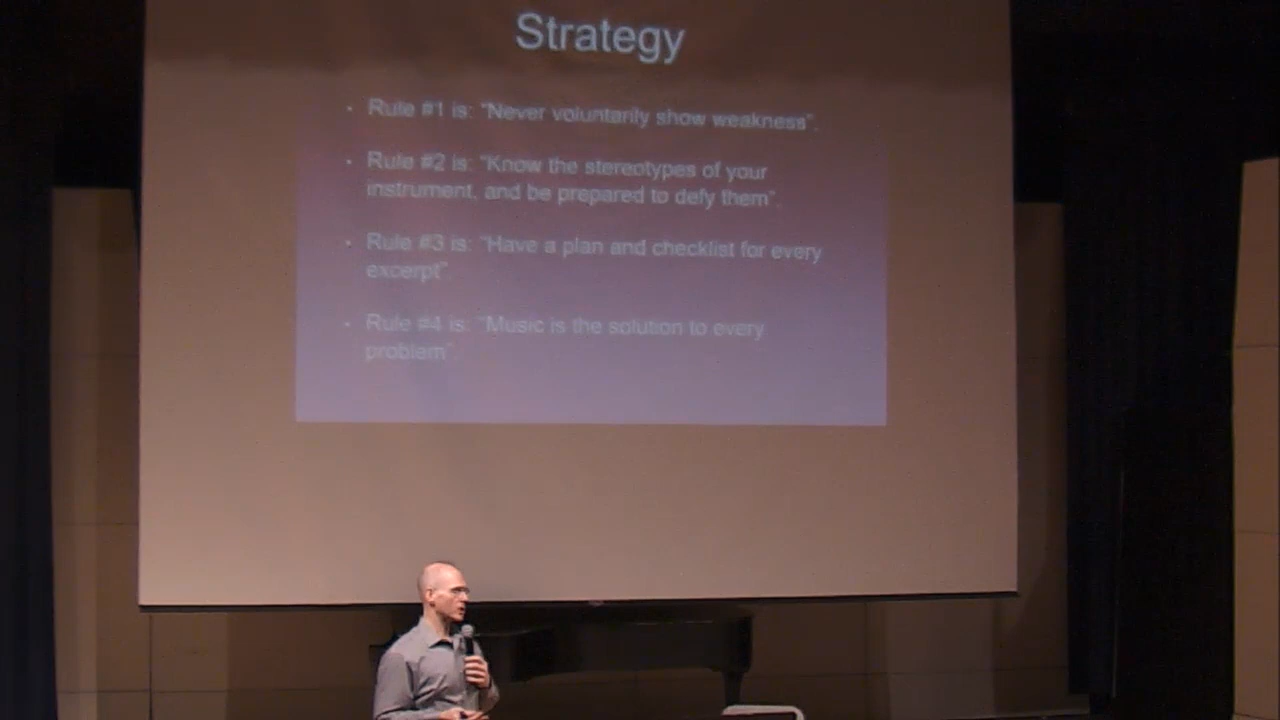 Strategy
• Rule #1 is: “Never voluntarily show weakness”.
• Rule #2 is: “Know the stereotypes of your
instrument, and be prepared to defy them”.
• Rule #3 is: “Have a plan and checklist for every
excerpt”.
• Rule #4 is: “Music is the solution to every
problem”.